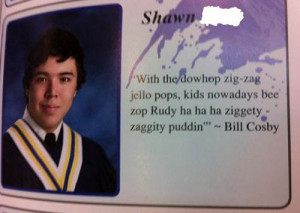 Shawn
"With the dowhop zig-zag
jello pops, kids nowadays bee
zop Rudy ha ha ha ziggety
zaggity puddin'" ~ Bill Cosby